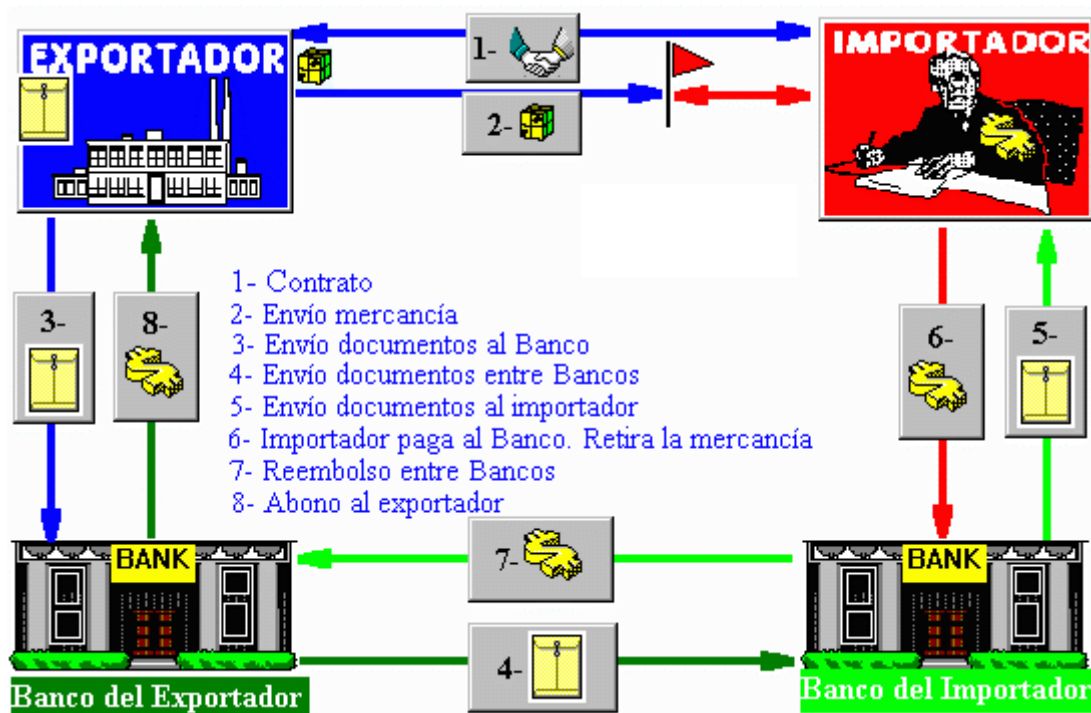 EXPORTADOR
1-
IMPORTADOR
2-
3-
8-
1- Contrato
2- Envío mercancía
3- Envío documentos al Banco
4- Envío documentos entre Bancos
5- Envío documentos al importador
6- Importador paga al Banco. Retira la mercancía
7- Reembolso entre Bancos
8- Abono al exportador
6-
5-
BANK
7-
BANK
4-
Banco del Exportador
Banco del Importador